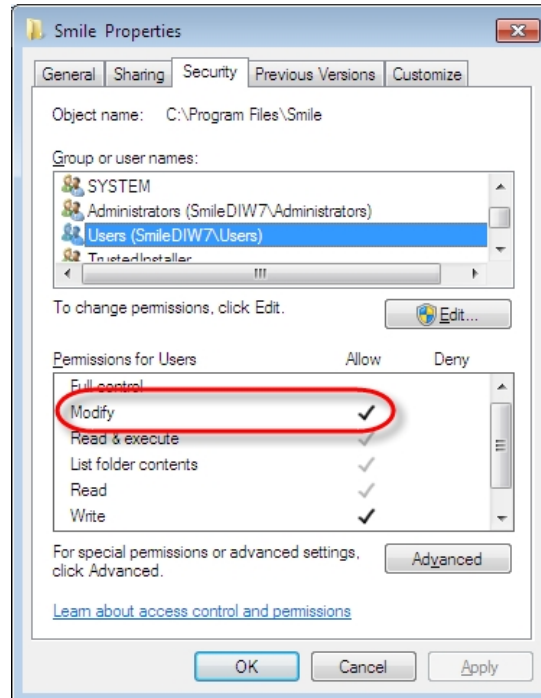 Smile Properties
General Sharing Security Previous Versions Customize
Object name: C:\Program Files\Smile
Group or user names:
SYSTEM
Administrators (SmileDIW7\Administrators)
Users (SmileDIW7\Users)
TrustedInstaller
To change permissions, click Edit.
Edit...
Permissions for Users Allow Deny
Full control
Modify
Read & execute
List folder contents
Read
Write
For special permissions or advanced settings,
click Advanced.
Advanced
Learn about access control and permissions
OK Cancel Apply